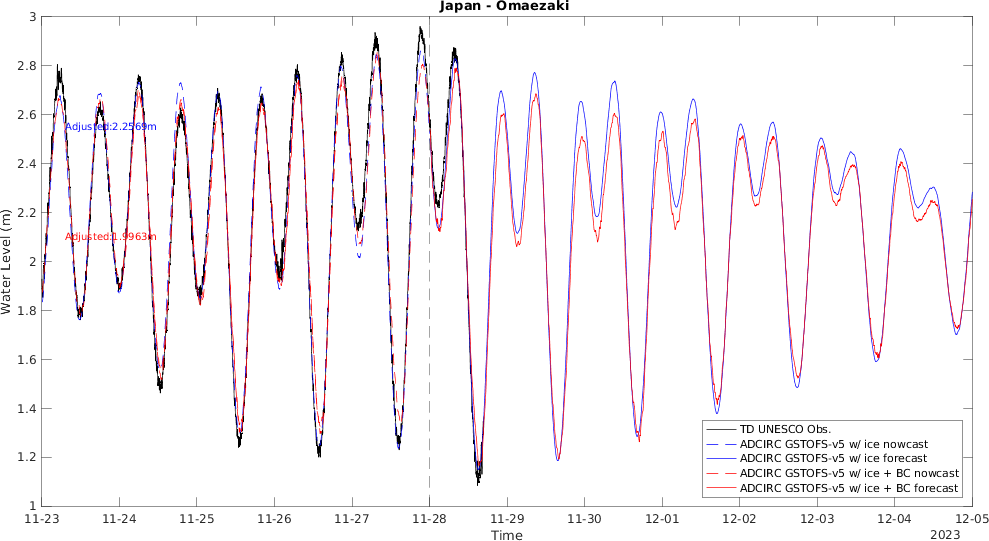 Japan - Omaezaki
3
2.8
2.6
2.4
2.2
2
1.8
1.6
1.4
1.2
1
Water Level (m)
Adjusted:2.2569m
Adjusted:1.9963m
TD UNESCO Obs.
ADCIRC GSTOFS-v5 w/ ice nowcast
ADCIRC GSTOFS-v5 w/ ice forecast
ADCIRC GSTOFS-v5 w/ ice + BC nowcast
ADCIRC GSTOFS-v5 w/ ice + BC forecast
11-23 11-24 11-25 11-26 11-27 11-28 11-29 11-30 12-01 12-02 12-03 12-04 12-05
Time
2023